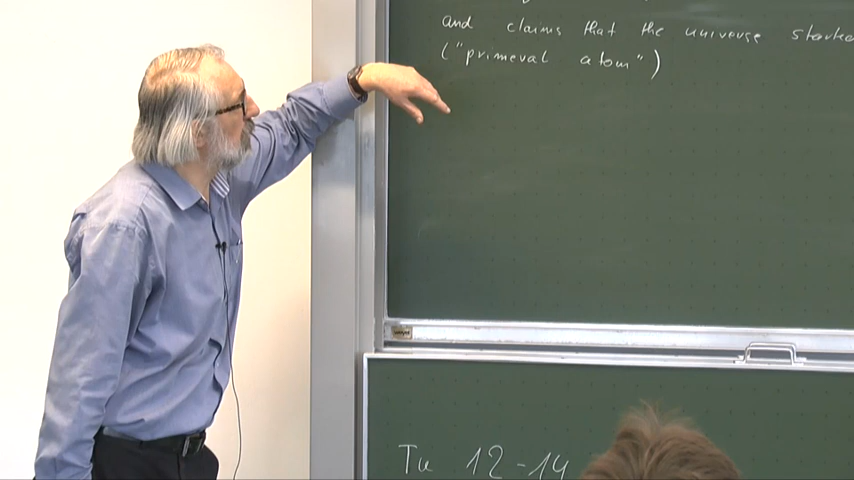 and claims that the universe started
("primeval atom")
Tu 12-14